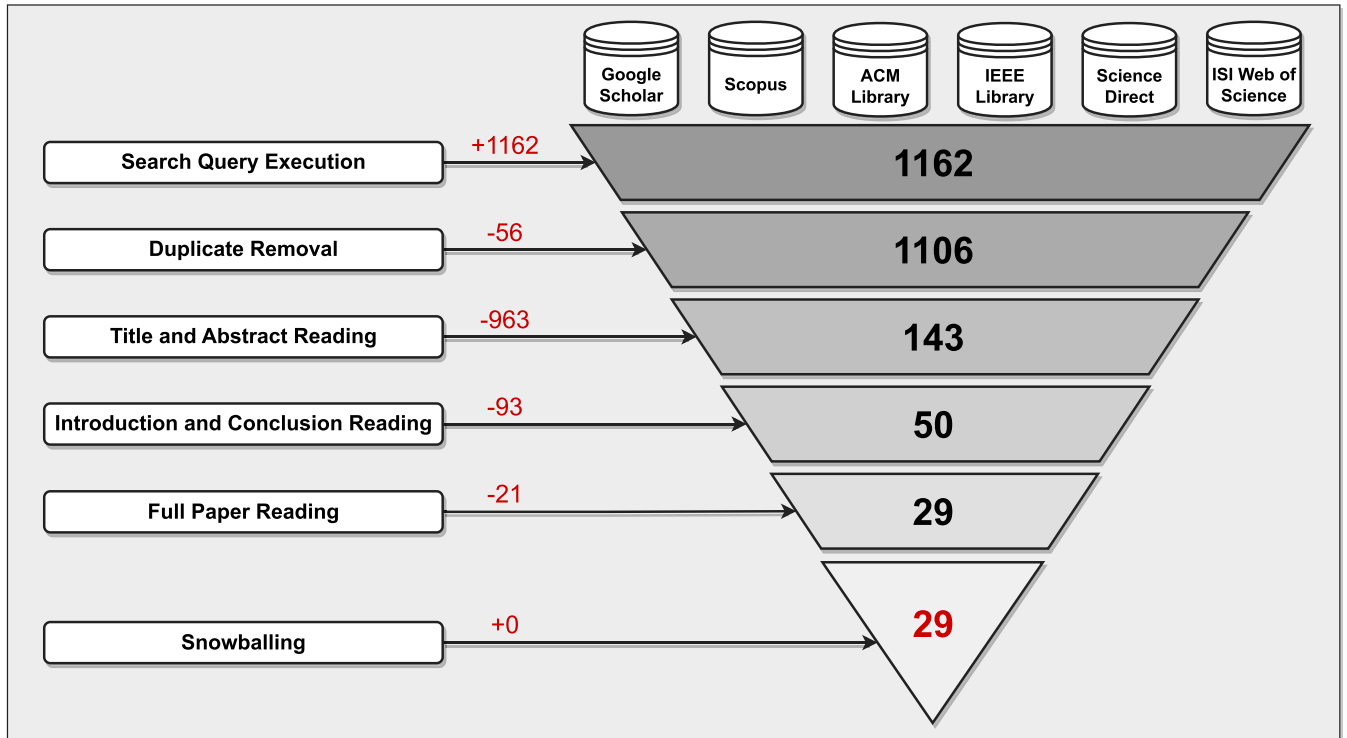 Google
Scholar
Scopus
ACM
Library
IEEE
Library
Science
Direct
ISI Web of
Science
Search Query Execution
+1162
1162
Duplicate Removal
-56
1106
Title and Abstract Reading
-963
143
Introduction and Conclusion Reading
-93
50
Full Paper Reading
-21
29
Snowballing
+0
29